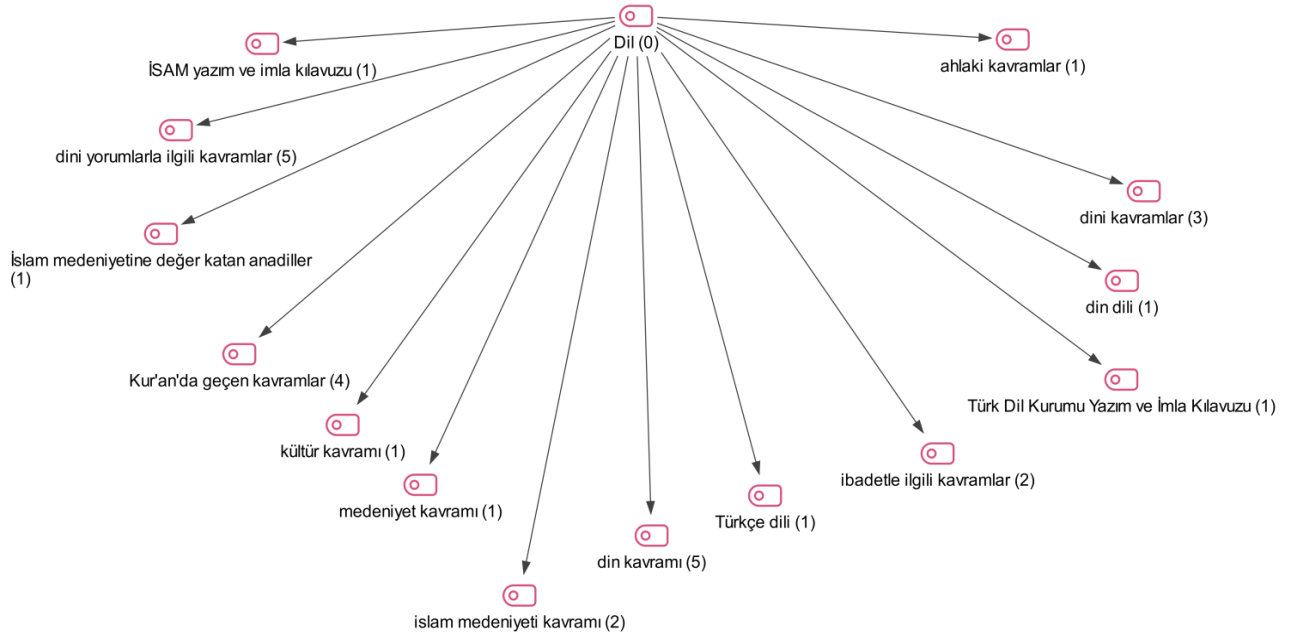 Dil (0)
İSAM yazım ve imla kılavuzu (1)
ahlaki kavramlar (1)
dini yorumlarla ilgili kavramlar (5)
dini kavramlar (3)
İslam medeniyetine değer katan anadiller
(1)
din dili (1)
Kur'an'da geçen kavramlar (4)
Türk Dil Kurumu Yazım ve İmla Kılavuzu (1)
kültür kavramı (1)
ibadetle ilgili kavramlar (2)
medeniyet kavramı (1)
Türkçe dili (1)
din kavramı (5)
islam medeniyeti kavramı (2)